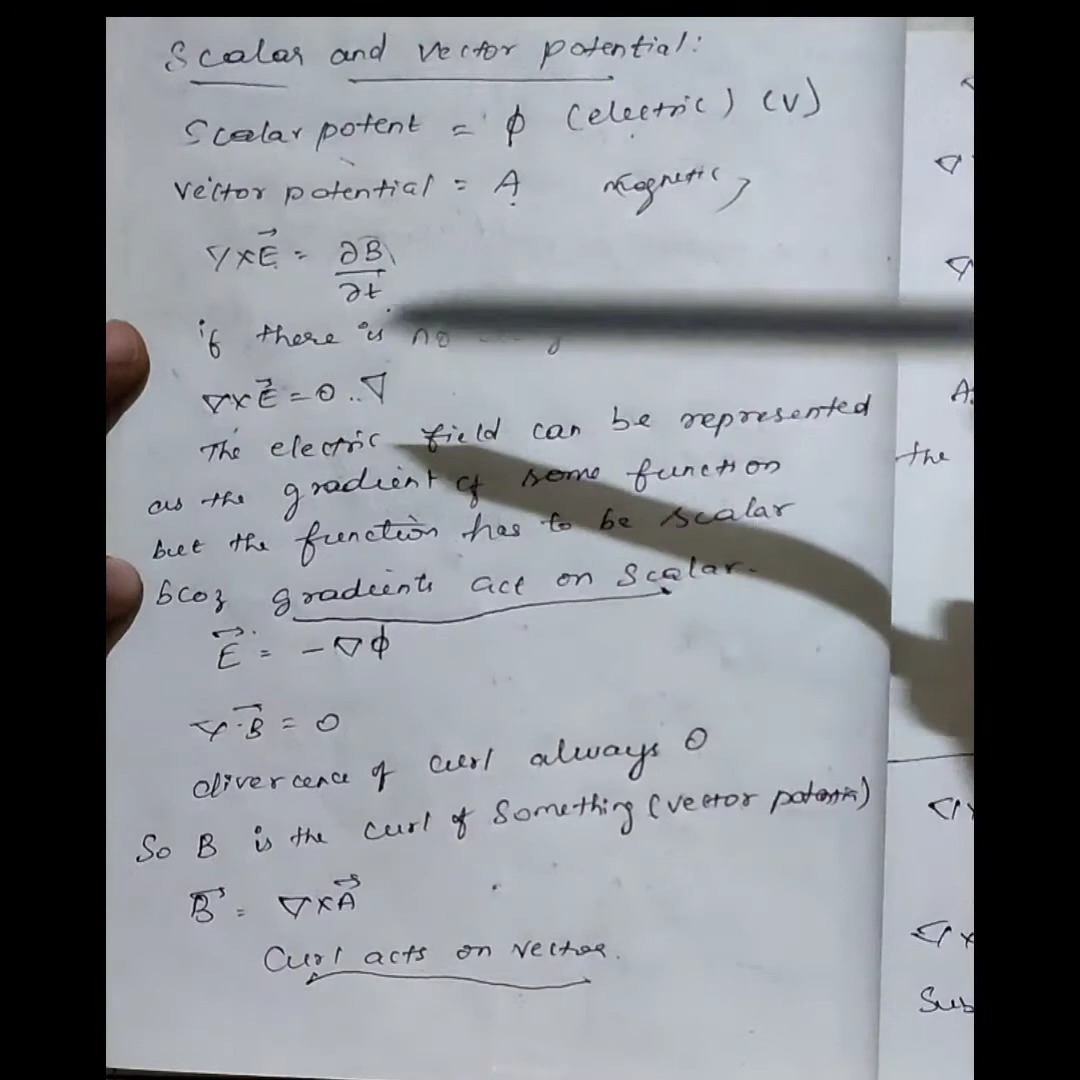 Scalar and vector potential:
Scalar potent = ϕ (electric) (V)
Vector potential = A Magnetic
∇×E⃗ = ∂B/∂t
if there is no
∇×E⃗ = 0 .. ∇
The electric field can be represented
as the gradient of some function
but the function has to be scalar
bcoz gradients act on scalar.
E⃗ = -∇ϕ
∇·B⃗ = 0
divercence of curl always 0
So B is the curl of something (vector potential)
B⃗ = ∇×A⃗
Curl acts on vector.
∇
∇
∇
A
the
∇
∇×
Sub